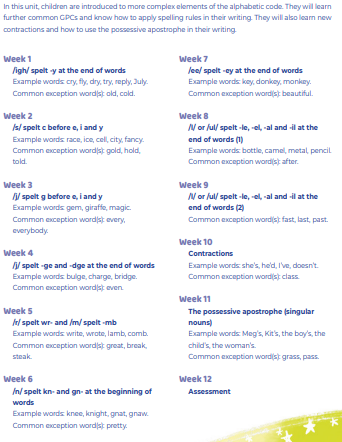 In this unit, children are introduced to more complex elements of the alphabetic code. They will learn
further GPCs and know how to apply spelling rules in their writing. They will also learn new
contractions and how to use the possessive apostrophe in their writing.
Week 1
/igh/ spelt -y at the end of words
Example words: cry, fly, dry, try, reply, July.
Common exception word(s): old, cold.
Week 2
/s/ spelt c before e, i and y
Example words: race, ice, cell, city, fancy.
Common exception word(s): gold, hold,
told.
Week 3
/j/ spelt g before e, i and y
Example words: gem, giraffe, magic.
Common exception word(s): every,
everybody.
Week 4
/j/ spelt -ge and -dge at the end of words
Example words: bulge, charge, bridge.
Common exception word(s): even.
Week 5
/r/ spelt wr- and /m/ spelt -mb
Example words: write, wrote, lamb, comb.
Common exception word(s): great, break,
steak.
Week 6
/n/ spelt kn- and gn- at the beginning of
words
Example words: knee, knight, gnat, gnaw.
Common exception word(s): pretty.
Week 7
/ee/ spelt -ey at the end of words
Example words: key, donkey, monkey.
Common exception word(s): beautiful.
Week 8
/l/ or /ul/ spelt -le, -el, -al and -il at the
end of words (1)
Example words: bottle, camel, metal, pencil.
Common exception word(s): after.
Week 9
/l/ or /ul/ spelt -le, -el, -al and -il at the
end of words (2)
Common exception word(s): fast, last, past.
Week 10
Contractions
Example words: she's, he'd, I've, doesn't.
Common exception word(s): class.
Week 11
The possessive apostrophe (singular
nouns)
Example words: Meg's, Kit's, the boy's, the
child's, the woman's.
Common exception word(s): grass, pass.
Week 12
Assessment